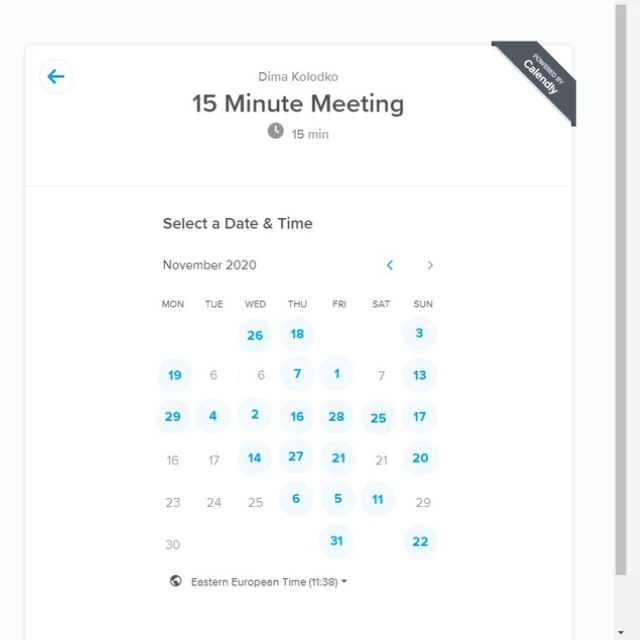 POWERED BY
Calendly
Dima Kolodko
15 Minute Meeting
15 min
Select a Date & Time
November 2020
MON TUE WED THU FRI SAT SUN
26 18 3
19 6 6 7 1 7 13
29 4 2 16 28 25 17
16 17 14 27 21 21 20
23 24 25 6 5 11 29
30 31 22
Eastern European Time (11:38)